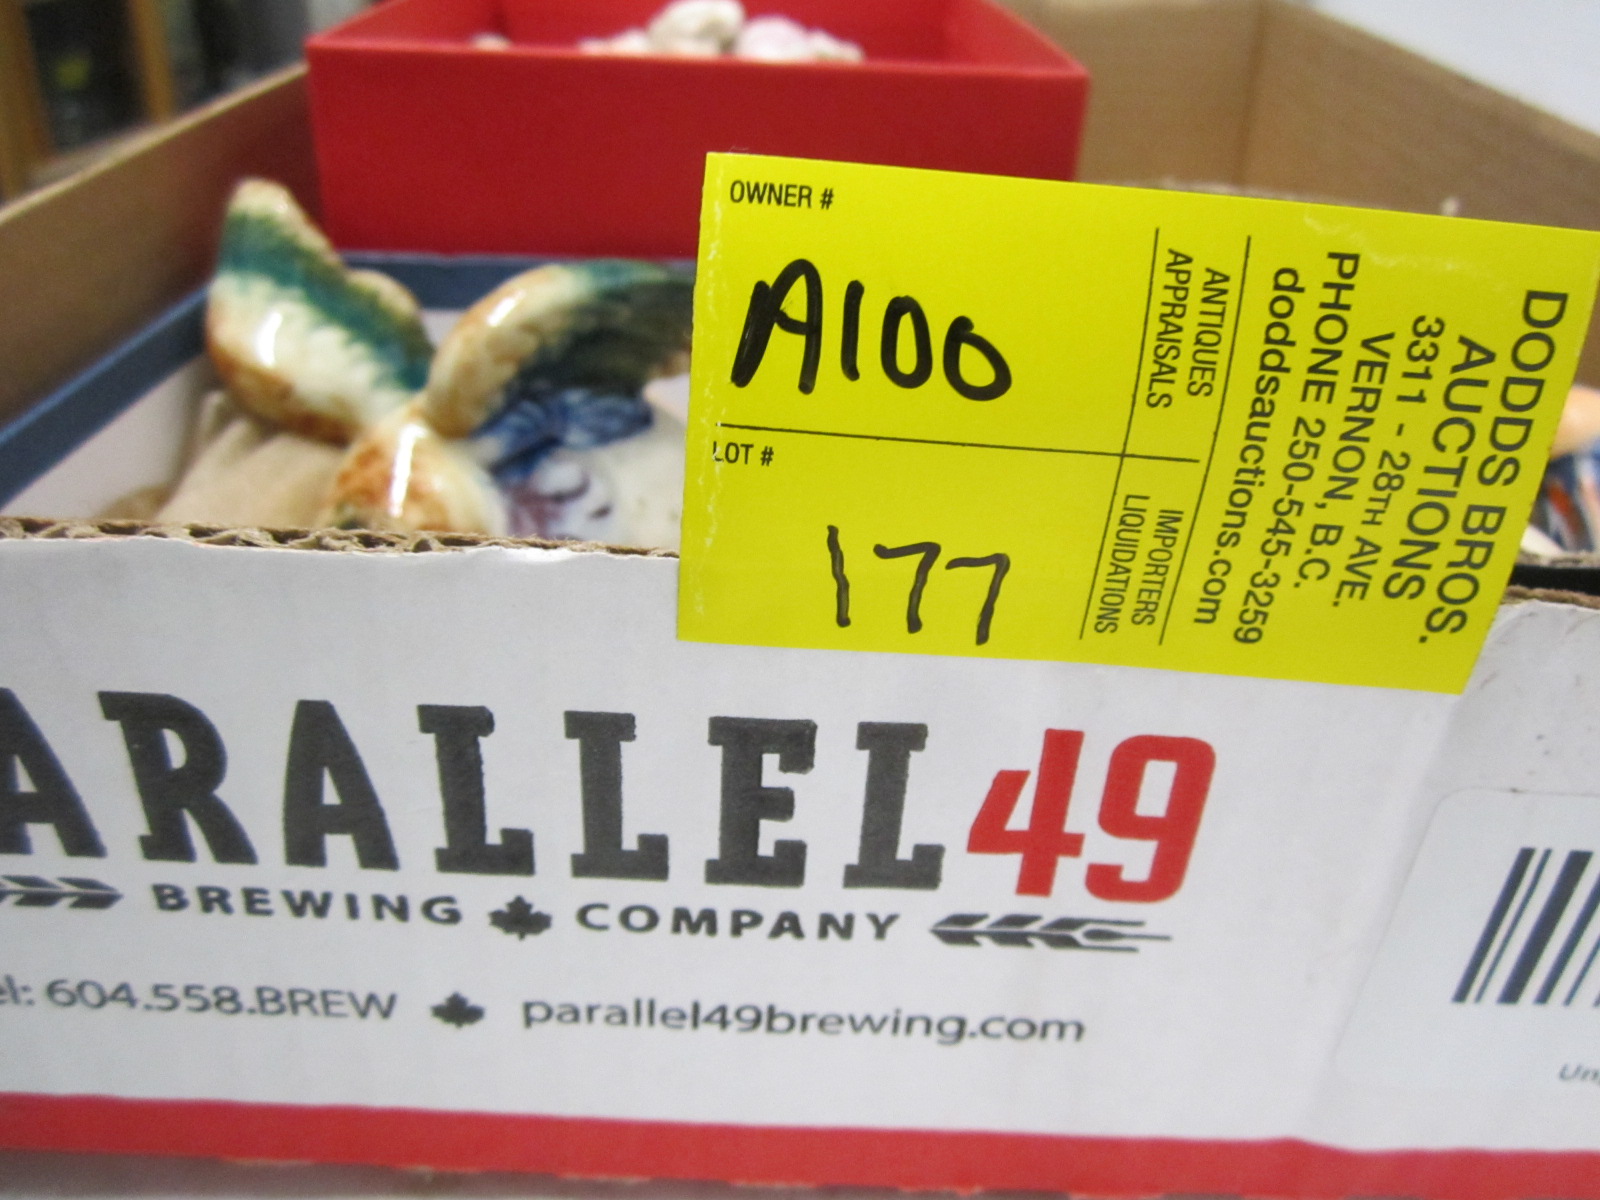 OWNER #
A100
LOT #
177
ANTIQUES
APPRAISALS
IMPORTERS
LIQUIDATIONS
DODDS BROS.
AUCTIONS
3311 - 28TH AVE.
VERNON, B.C.
PHONE 250-545-3259
doddsauctions.com
ARALLEL49
BREWING COMPANY
el: 604.558.BREW parallel49brewing.com